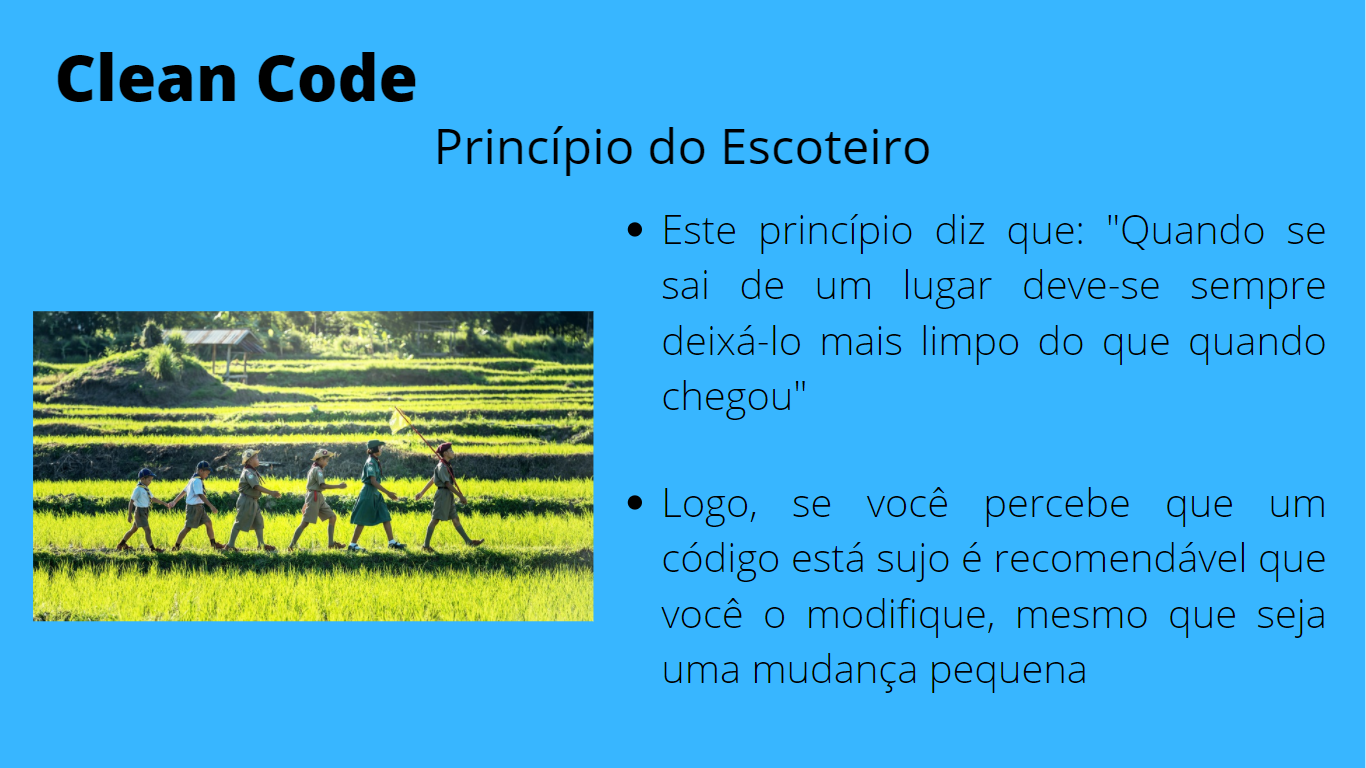 Clean Code
Princípio do Escoteiro
• Este princípio diz que: "Quando se
sai de um lugar deve-se sempre
deixá-lo mais limpo do que quando
chegou"
• Logo, se você percebe que um
código está sujo é recomendável que
você o modifique, mesmo que seja
uma mudança pequena